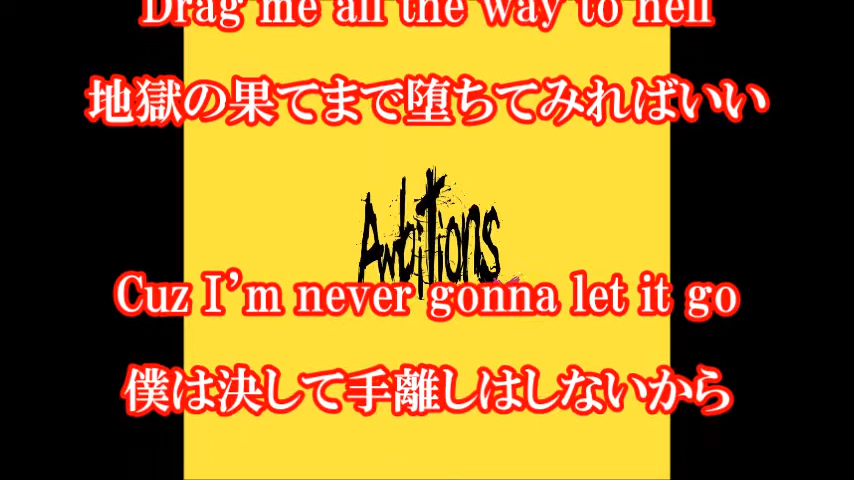 Drag me all the way to hell
地獄の果てまで堕ちてみればいい
Ambitions
Cuz I'm never gonna let it go
僕は決して手離しはしないから